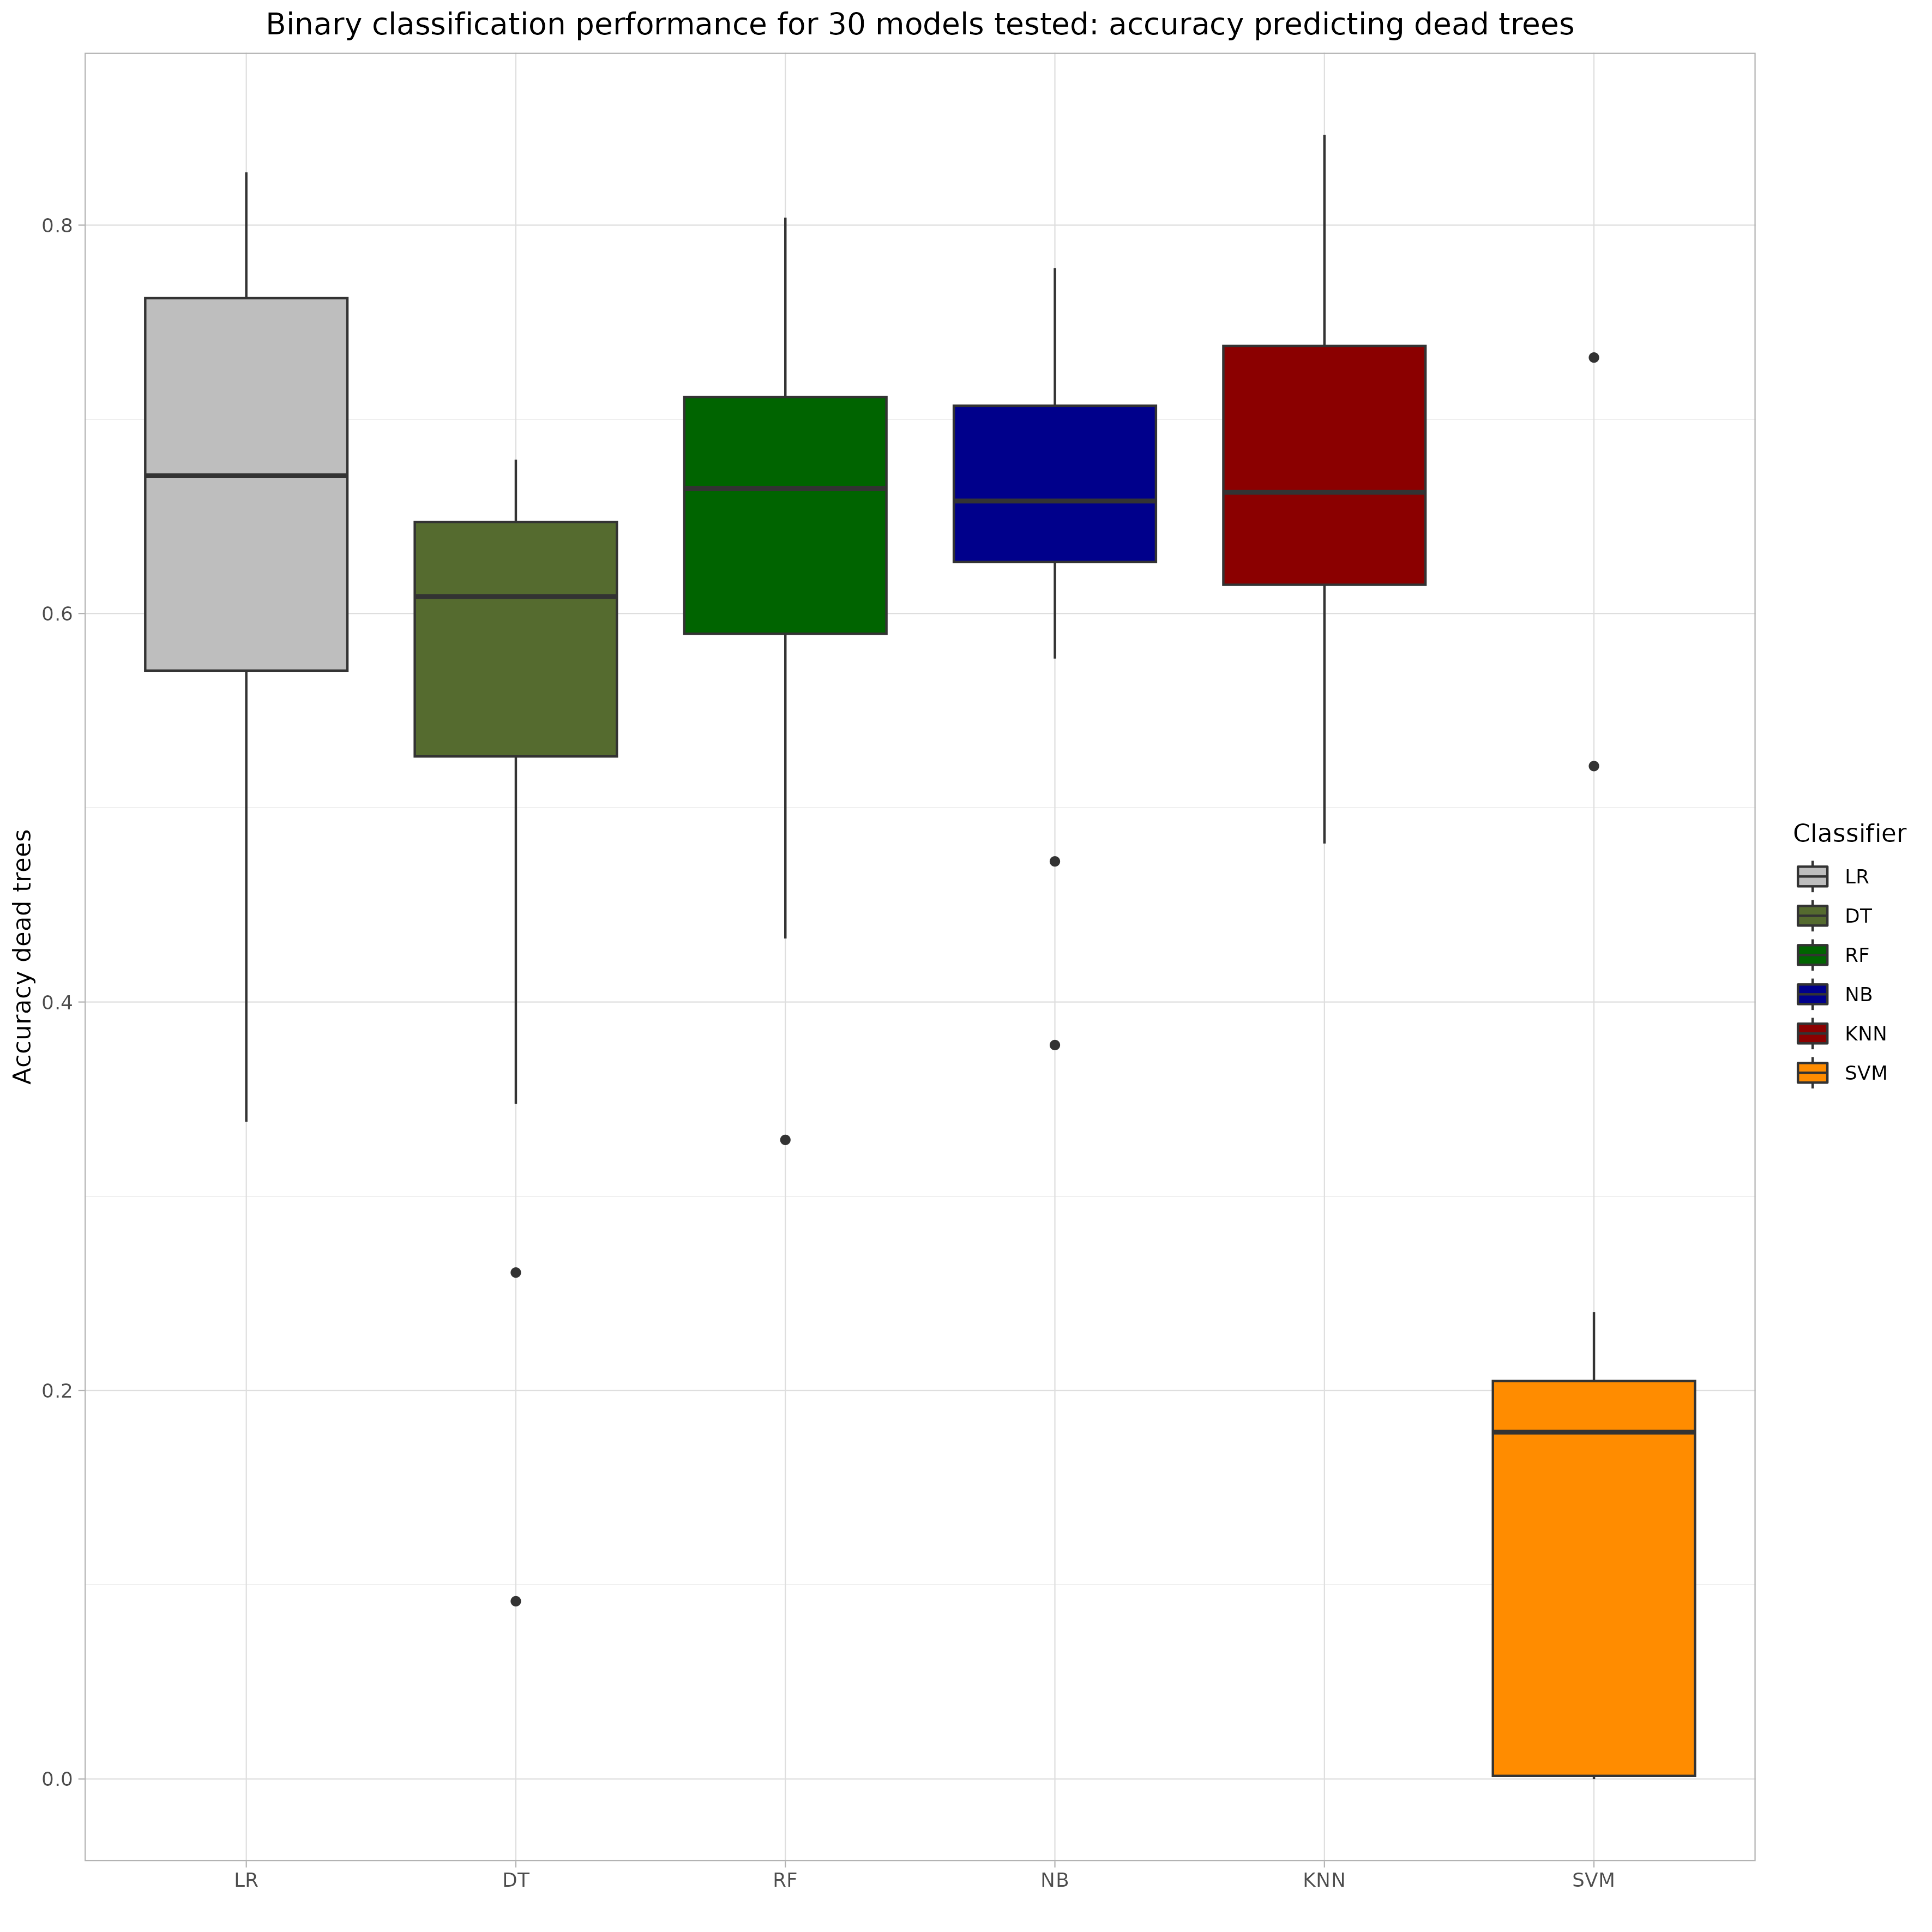 Binary classification performance for 30 models tested: accuracy predicting dead trees
Accuracy dead trees
0.8
0.6
0.4
0.2
0.0
LR
DT
RF
NB
KNN
SVM
Classifier
LR
DT
RF
NB
KNN
SVM